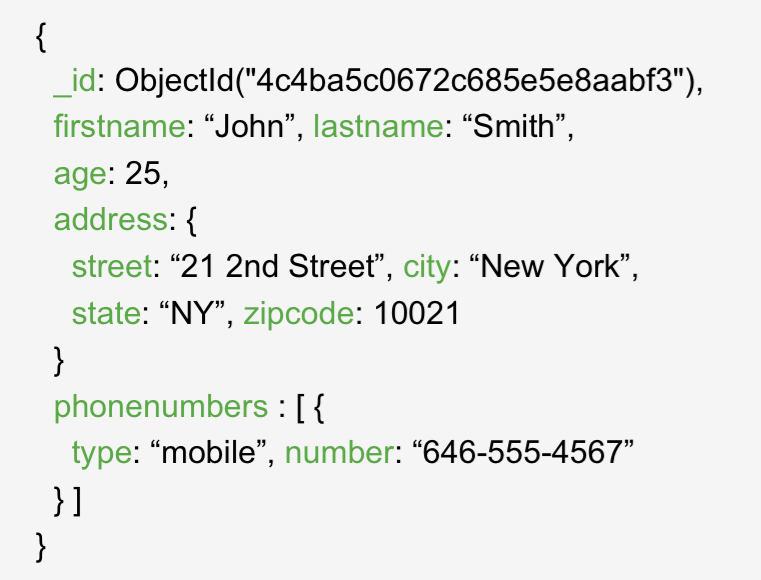 {
_id: ObjectId("4c4ba5c0672c685e5e8aabf3"),
firstname: “John”, lastname: “Smith”,
age: 25,
address: {
street: “21 2nd Street”, city: “New York”,
state: “NY”, zipcode: 10021
}
phonenumbers : [ {
type: “mobile”, number: “646-555-4567”
} ]
}